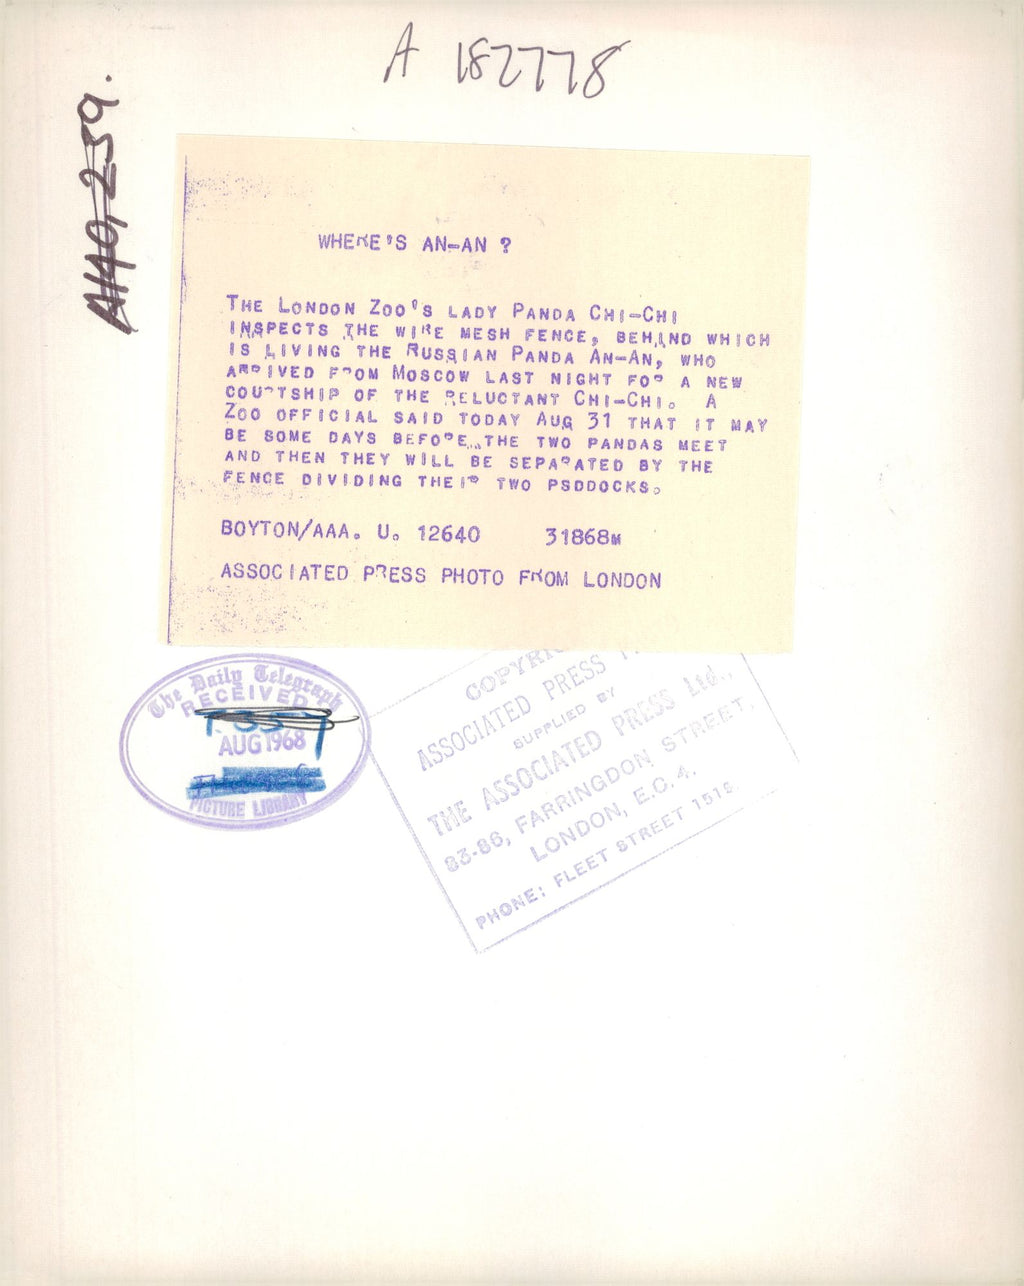 A 182778
A140,239.
WHERE'S AN-AN ?
THE LONDON ZOO'S LADY PANDA CHI-CHI
INSPECTS THE WIRE MESH FENCE, BEHIND WHICH
IS LIVING THE RUSSIAN PANDA AN-AN, WHO
ARRIVED FROM MOSCOW LAST NIGHT FOR A NEW
COURTSHIP OF THE RELUCTANT CHI-CHI. A
ZOO OFFICIAL SAID TODAY AUG 31 THAT IT MAY
BE SOME DAYS BEFORE THE TWO PANDAS MEET
AND THEN THEY WILL BE SEPARATED BY THE
FENCE DIVIDING THEIR TWO PSDDOCKS.
BOYTON/AAA. U. 12640 31868M
ASSOCIATED PRESS PHOTO FROM LONDON
The Daily Telegraph
RECEIVED
AUG 1968
PICTURE LIBRARY
ASSOCIATED PRESS
SUPPLIED BY
THE ASSOCIATED PRESS Ltd.,
83-86, FARRINGDON STREET,
LONDON, E.C. 4.
PHONE: FLEET STREET 1515